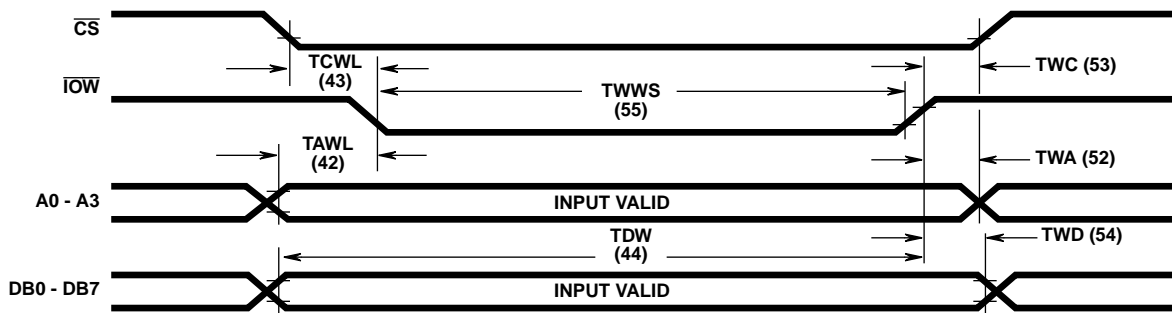 CS
TCWL
(43)
TWC (53)
IOW
TWWS
(55)
TAWL
(42)
TWA (52)
A0 - A3
INPUT VALID
TDW
(44)
TWD (54)
DB0 - DB7
INPUT VALID